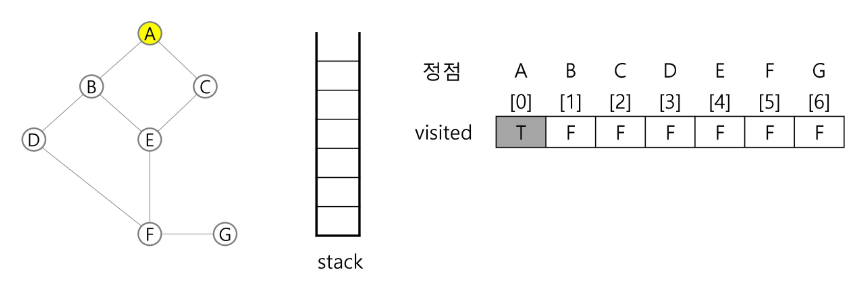 A
B
C
D
E
F
G
stack
정점 A B C D E F G
[0] [1] [2] [3] [4] [5] [6]
visited T F F F F F F